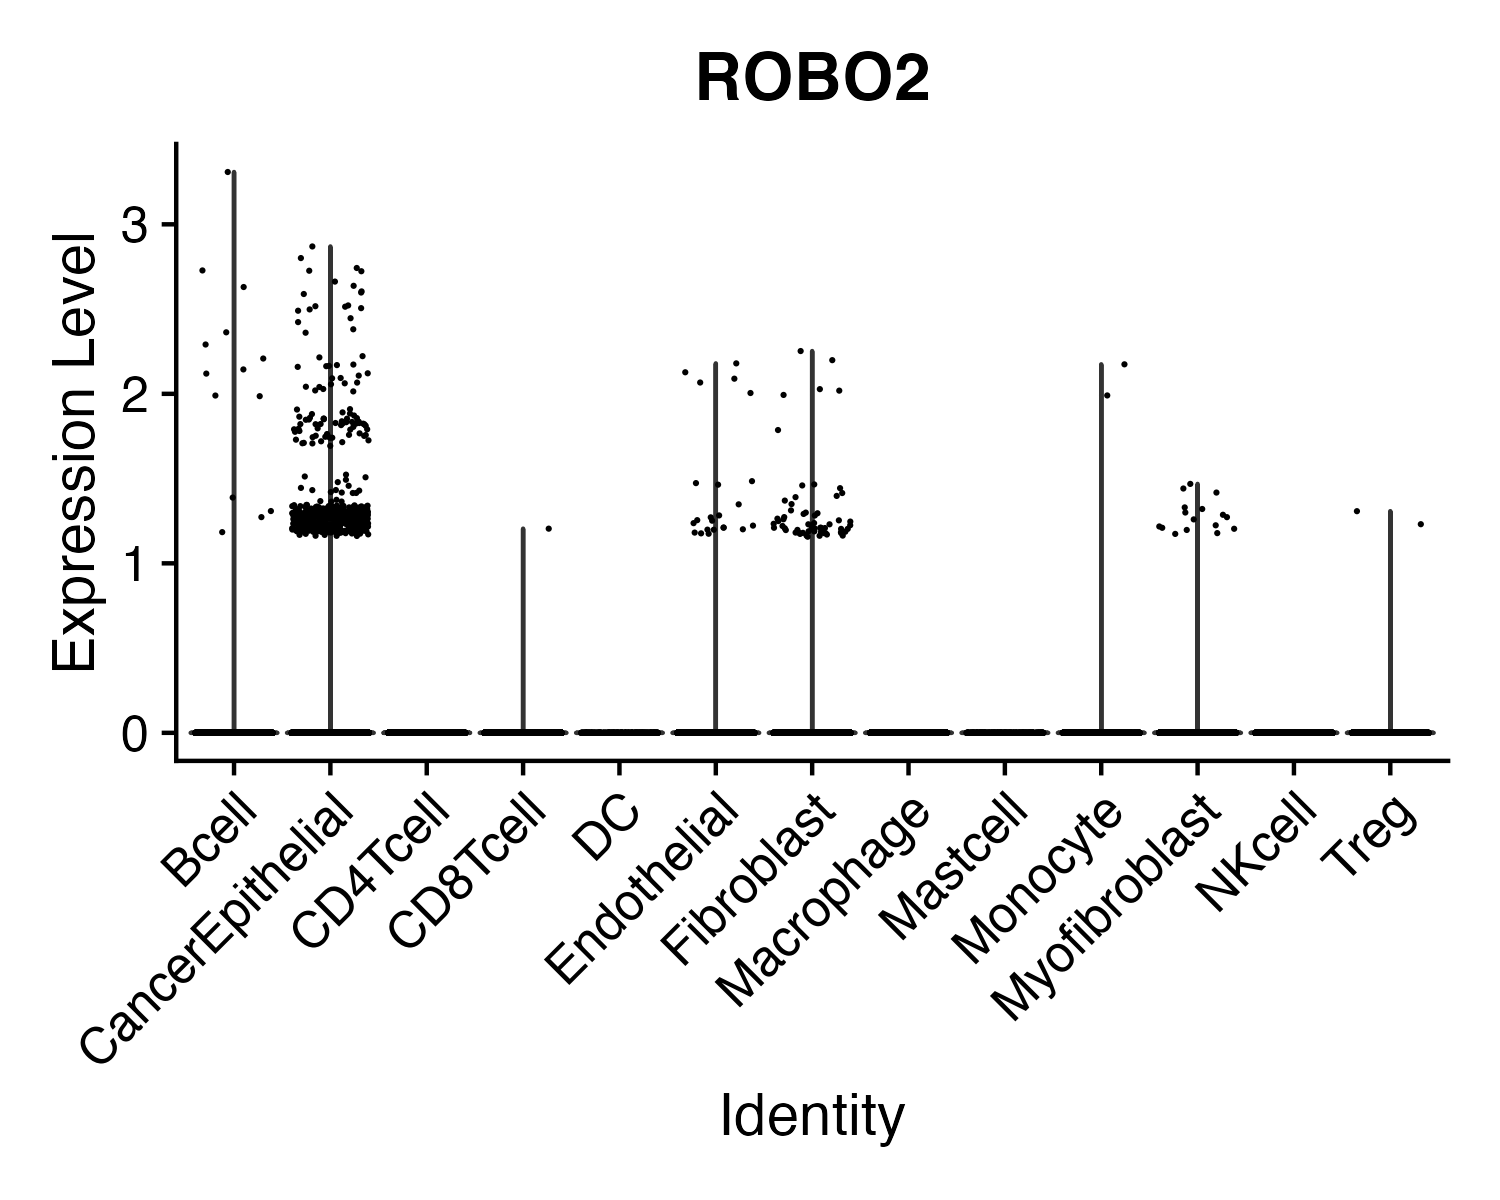 ROBO2
Expression Level
3
2
1
0
Bcell
CancerEpithelial
CD4Tcell
CD8Tcell
DC
Endothelial
Fibroblast
Macrophage
Mastcell
Monocyte
Myofibroblast
NKcell
Treg
Identity